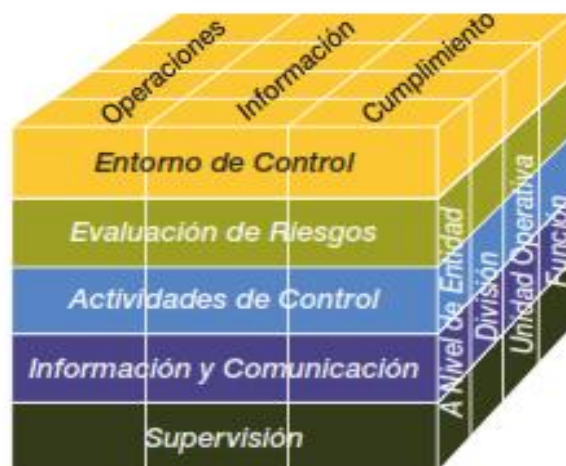 Operaciones
Información
Cumplimiento
Entorno de Control
Evaluación de Riesgos
Actividades de Control
Información y Comunicación
Supervisión
A Nivel de Entidad
División
Unidad Operativa
Función